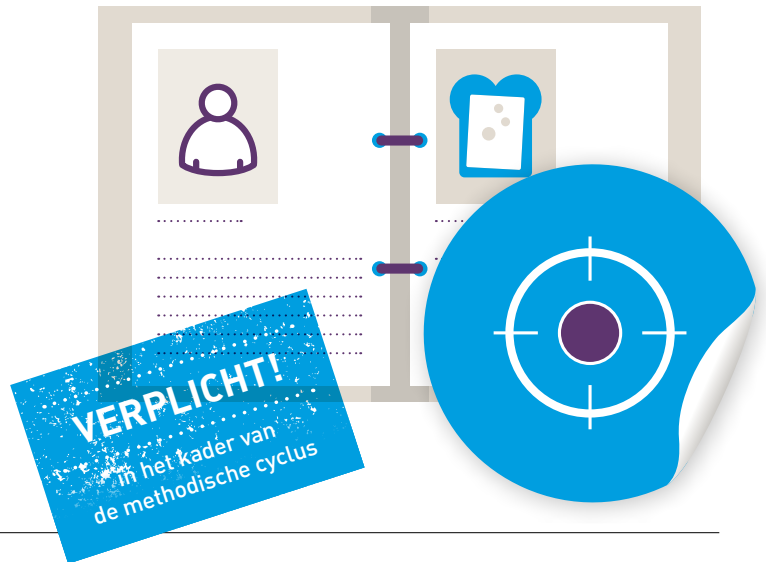 VERPLICHT!
in het kader van
de methodische cyclus